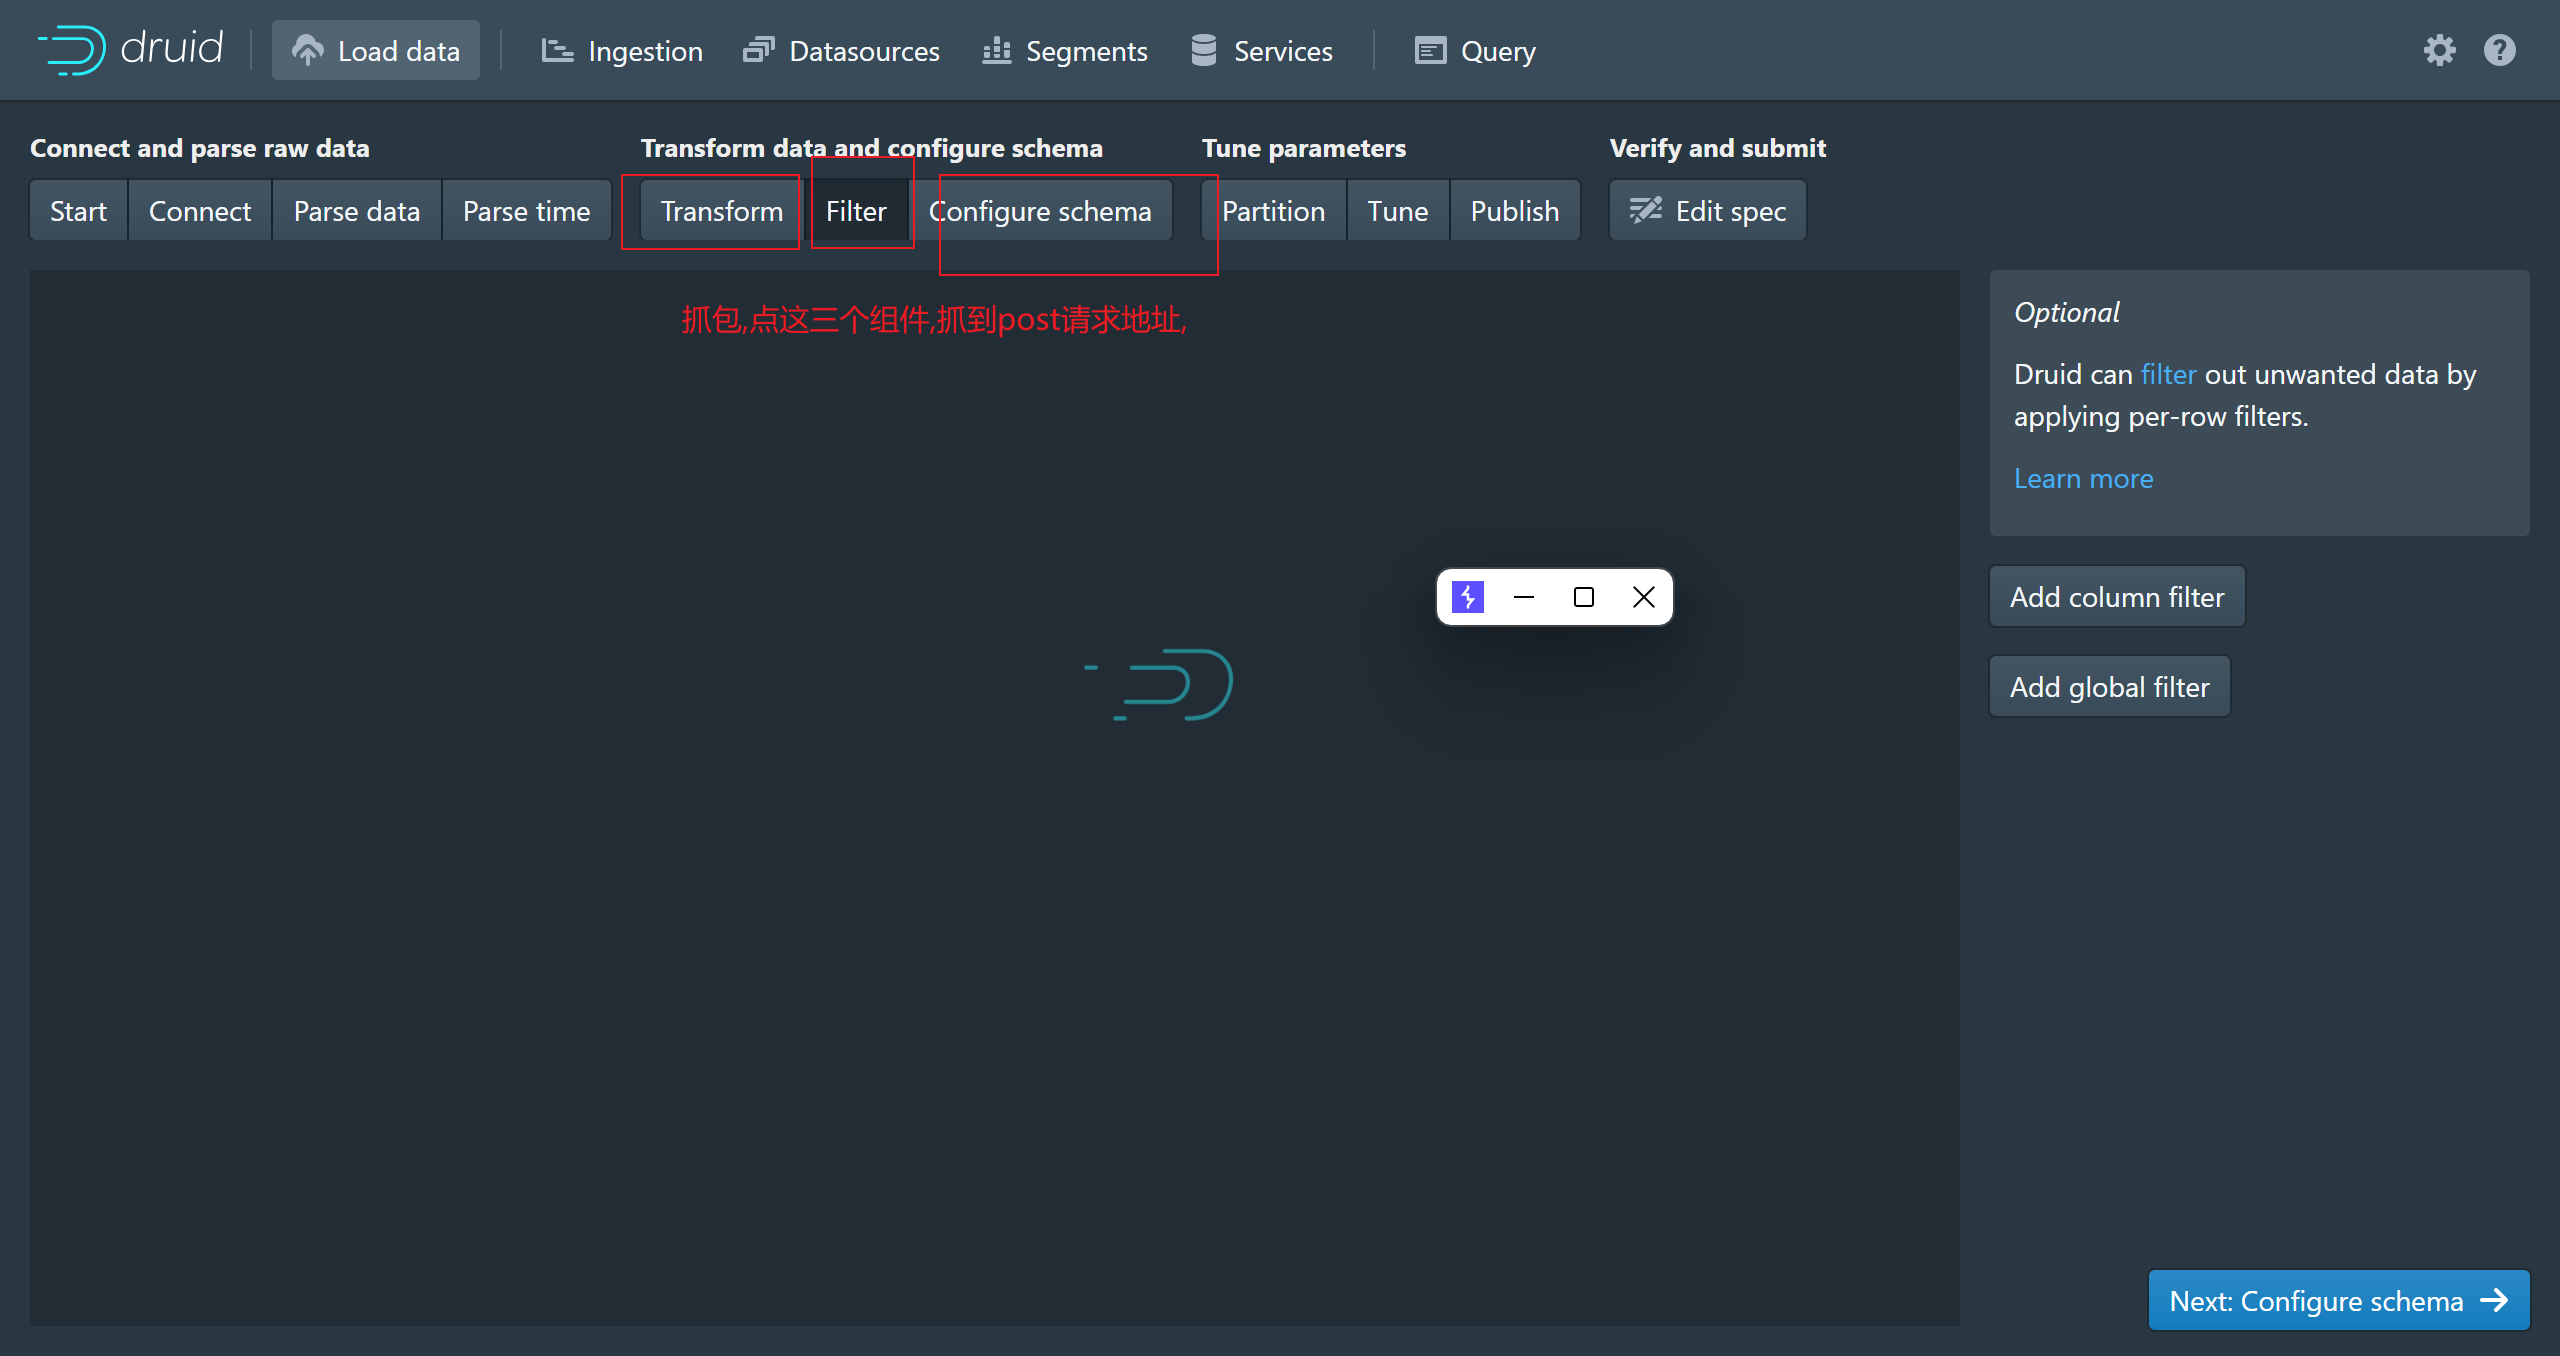 druid Load data Ingestion Datasources Segments Services Query
Connect and parse raw data Transform data and configure schema Tune parameters Verify and submit
Start Connect Parse data Parse time Transform Filter Configure schema Partition Tune Publish Edit spec
抓包,点这三个组件,抓到post请求地址,
Optional
Druid can filter out unwanted data by
applying per-row filters.
Learn more
Add column filter
Add global filter
Next: Configure schema